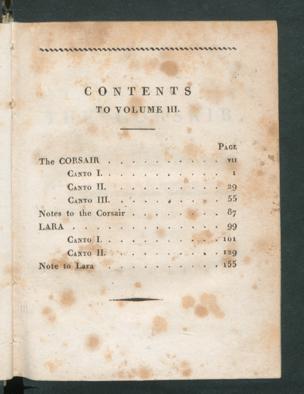 CONTENTS
TO VOLUME III.
PAGE
The CORSAIR . . . . . . . . . VII
CANTO I. . . . . . . . . . 1
CANTO II. . . . . . . . . . 29
CANTO III. . . . . . . . . . 55
Notes to the Corsair . . . . . . . 87
LARA . . . . . . . . . . . . 99
CANTO I. . . . . . . . . . 101
CANTO II. . . . . . . . . . 129
Note to Lara . . . . . . . . . 155